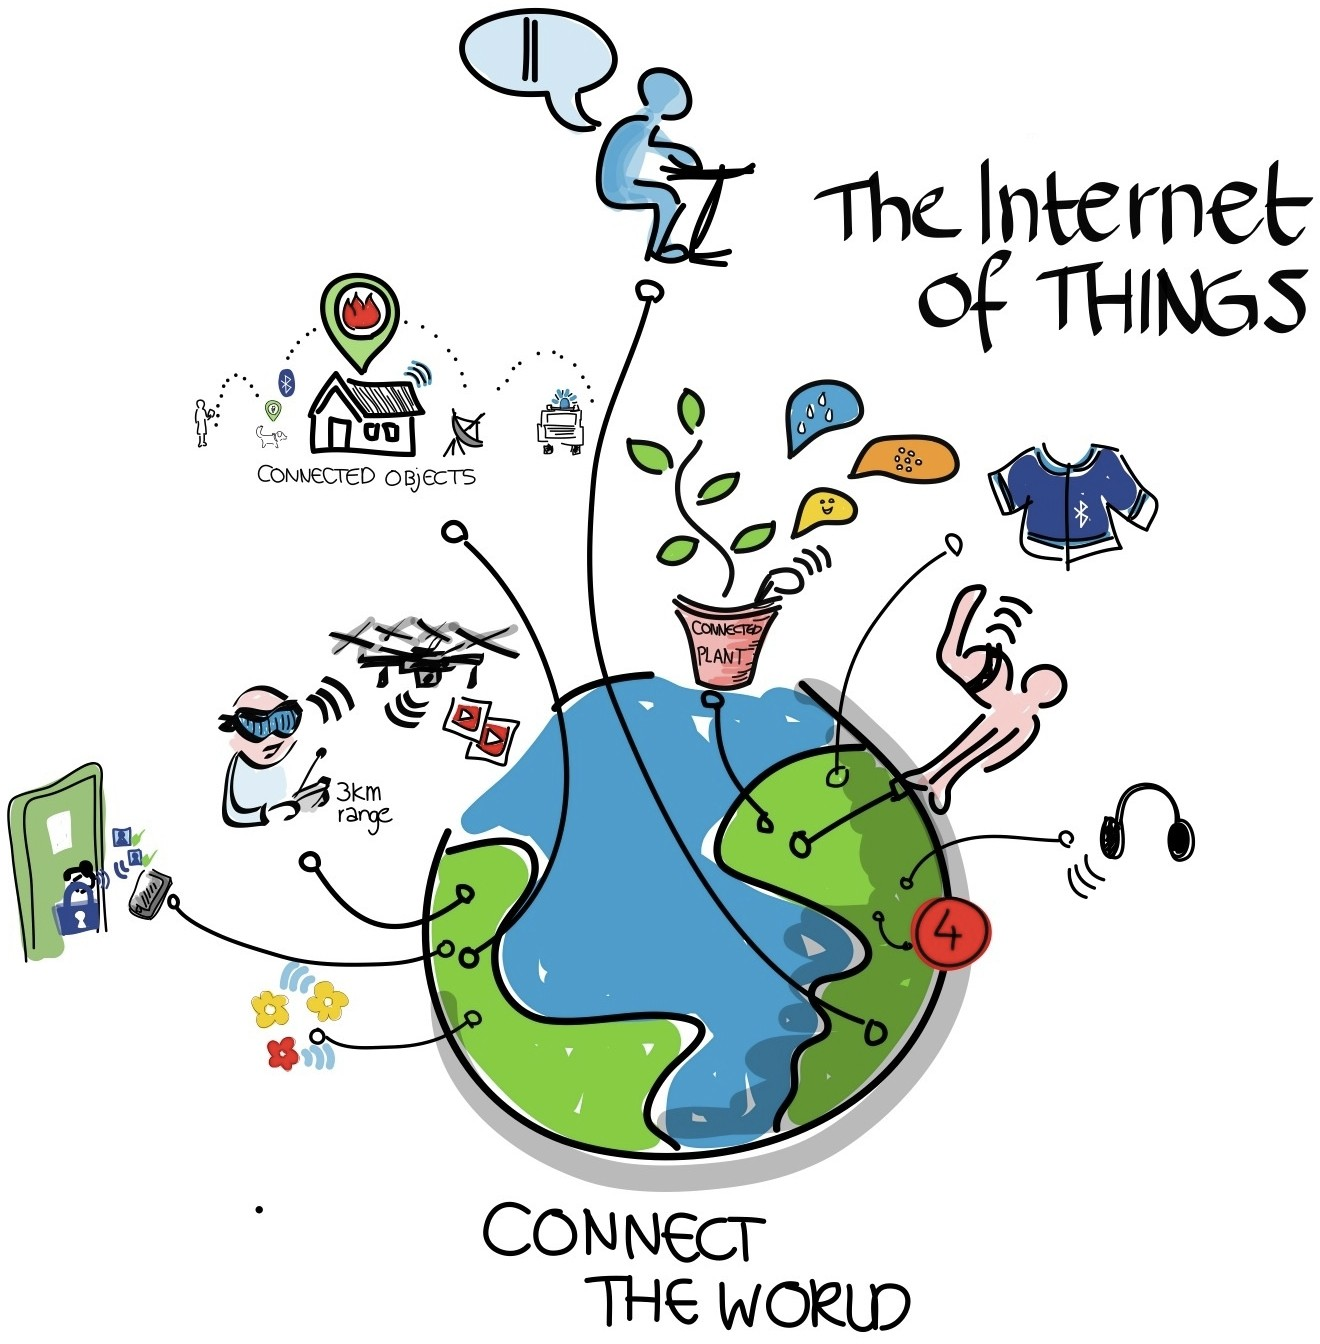 The Internet
of THINGS
CONNECTED OBJECTS
CONNECTED
PLANT
3km
range
4
CONNECT
THE WORLD